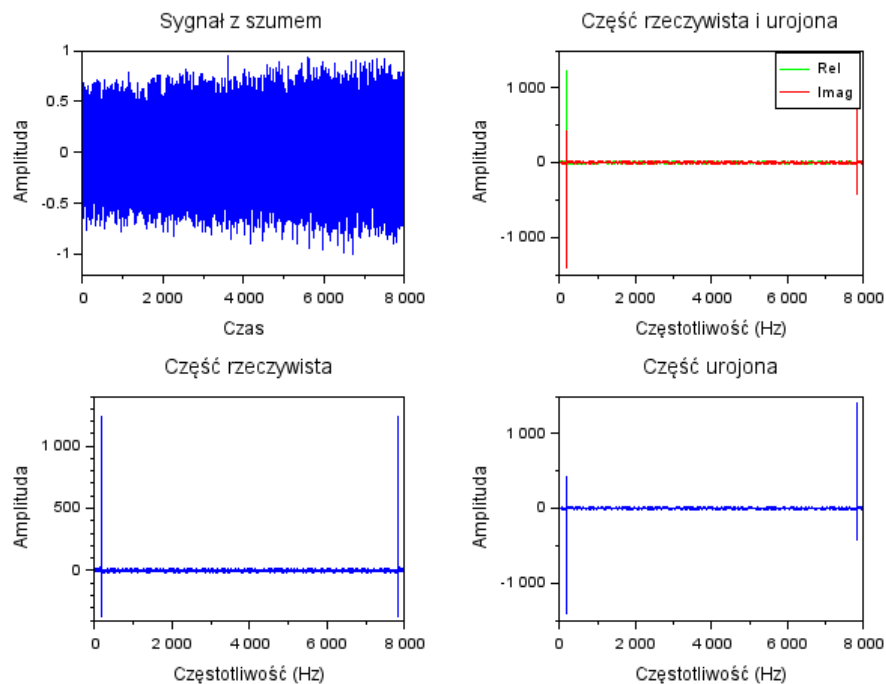 Sygnał z szumem
1
0.5
0
-0.5
-1
Amplituda
0 2 000 4 000 6 000 8 000
Czas
Część rzeczywista i urojona
Rel
Imag
1 000
0
-1 000
Amplituda
0 2 000 4 000 6 000 8 000
Częstotliwość (Hz)
Część rzeczywista
1 000
500
0
Amplituda
0 2 000 4 000 6 000 8 000
Częstotliwość (Hz)
Część urojona
1 000
0
-1 000
Amplituda
0 2 000 4 000 6 000 8 000
Częstotliwość (Hz)